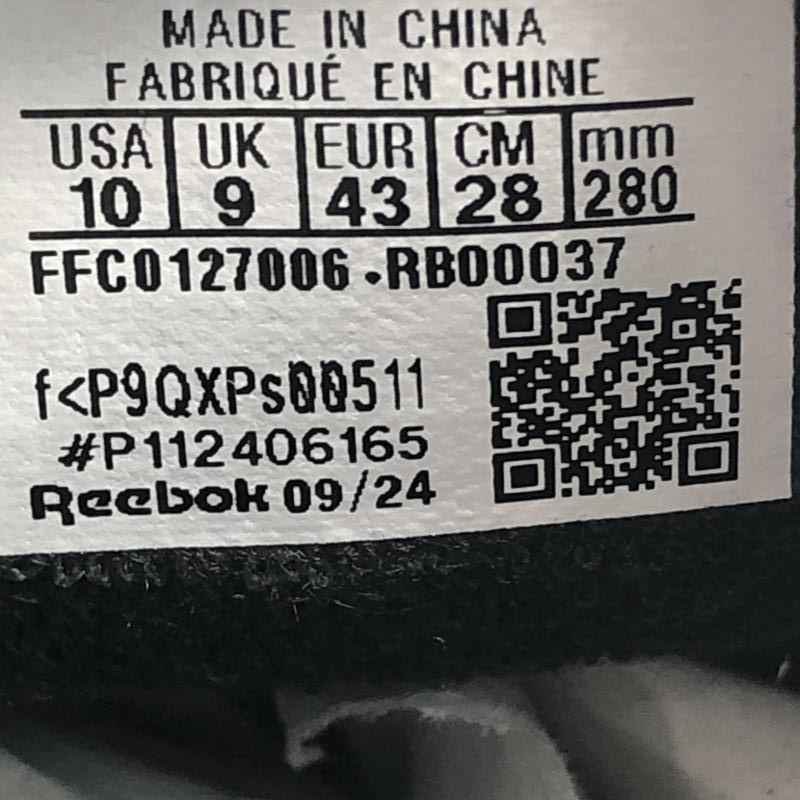 MADE IN CHINA
FABRIQUÉ EN CHINE
USA UK EUR CM mm
10 9 43 28 280
FFC0127006.RB00037
f<P9QXPs00511
#P112406165
Reebok 09/24